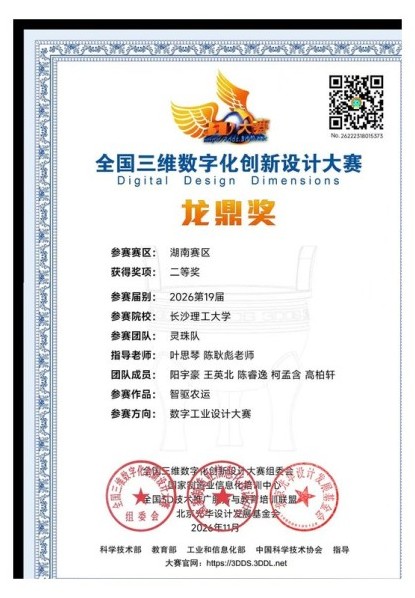 大赛
3dds.3DDL.net
No. 26222318015373
全国三维数字化创新设计大赛
Digital Design Dimensions
龙鼎奖
参赛赛区： 湖南赛区
获得奖项： 二等奖
参赛届别： 2026第19届
参赛院校： 长沙理工大学
参赛团队： 灵珠队
指导老师： 叶思琴 陈耿彪老师
团队成员： 阳宇豪 王英北 陈睿逸 柯孟含 高柏轩
参赛作品： 智驱农运
参赛方向： 数字工业设计大赛
全国三维数字化创新设计大赛组委会
国家制造业信息化培训中心
全国3D技术推广服务与教育培训联盟
北京光华设计发展基金会
2026年11月
组委会
科学技术部 教育部 工业和信息化部 中国科学技术协会 指导
大赛官网：https://3DDS.3DDL.net